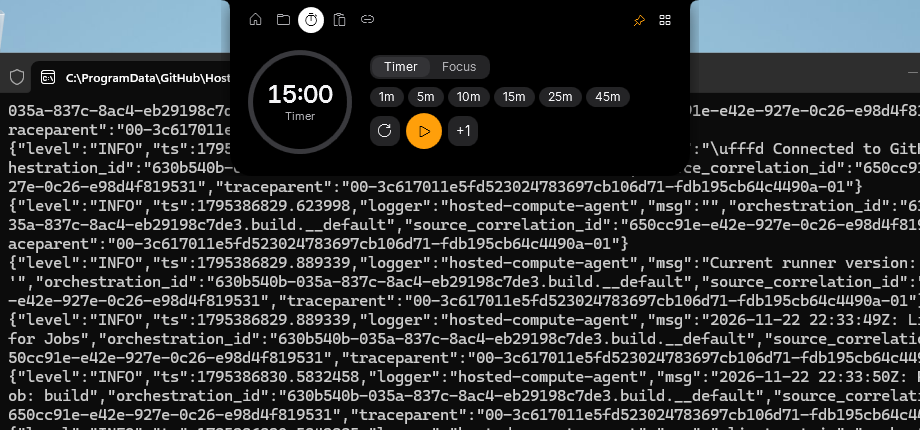 15:00
Timer
Timer Focus
1m 5m 10m 15m 25m 45m
+1
C:\ProgramData\GitHub\Host
035a-837c-8ac4-eb29198c7d 91e-e42e-927e-0c26-e98d4f81
raceparent":"00-3c617011e
{"level":"INFO","ts":1795386829 ":"\ufffd Connected to GitH
hestration_id":"630b540b- ce_correlation_id":"650cc
27e-0c26-e98d4f819531","traceparent":"00-3c617011e5fd523024783697cb106d71-fdb195cb64c4490a-01"}
{"level":"INFO","ts":1795386829.623998,"logger":"hosted-compute-agent","msg":"","orchestration_id":"63
35a-837c-8ac4-eb29198c7de3.build.__default","source_correlation_id":"650cc91e-e42e-927e-0c26-e98d4f819
aceparent":"00-3c617011e5fd523024783697cb106d71-fdb195cb64c4490a-01"}
{"level":"INFO","ts":1795386829.889339,"logger":"hosted-compute-agent","msg":"Current runner version:
'","orchestration_id":"630b540b-035a-837c-8ac4-eb29198c7de3.build.__default","source_correlation_id":"
-e42e-927e-0c26-e98d4f819531","traceparent":"00-3c617011e5fd523024783697cb106d71-fdb195cb64c4490a-01"
{"level":"INFO","ts":1795386829.889339,"logger":"hosted-compute-agent","msg":"2026-11-22 22:33:49Z: Li
for Jobs","orchestration_id":"630b540b-035a-837c-8ac4-eb29198c7de3.build.__default","source_correlatio
50cc91e-e42e-927e-0c26-e98d4f819531","traceparent":"00-3c617011e5fd523024783697cb106d71-fdb195cb64c449
{"level":"INFO","ts":1795386830.5832458,"logger":"hosted-compute-agent","msg":"2026-11-22 22:33:50Z: R
ob: build","orchestration_id":"630b540b-035a-837c-8ac4-eb29198c7de3.build.__default","source_correlati
650cc91e-e42e-927e-0c26-e98d4f819531","traceparent":"00-3c617011e5fd523024783697cb106d71-fdb195cb64c44